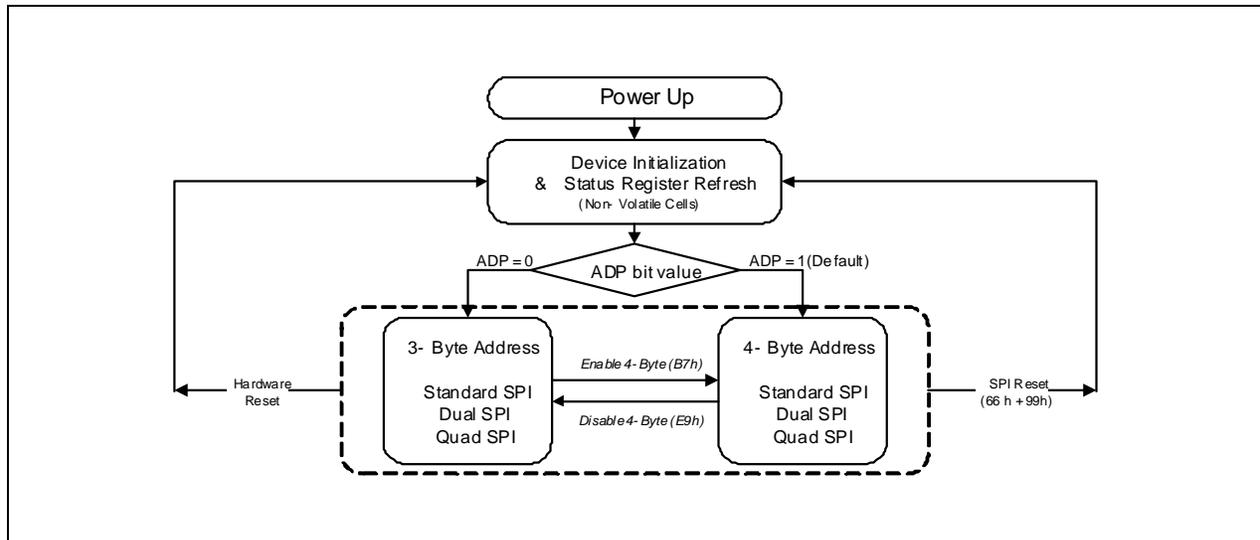 Power Up
Device Initialization
& Status Register Refresh
(Non- Volatile Cells)
ADP = 0
ADP bit value
ADP = 1 (Default)
3- Byte Address
Standard SPI
Dual SPI
Quad SPI
Enable 4- Byte (B7h)
Disable 4- Byte (E9h)
4- Byte Address
Standard SPI
Dual SPI
Quad SPI
Hardware
Reset
SPI Reset
(66 h + 99h)